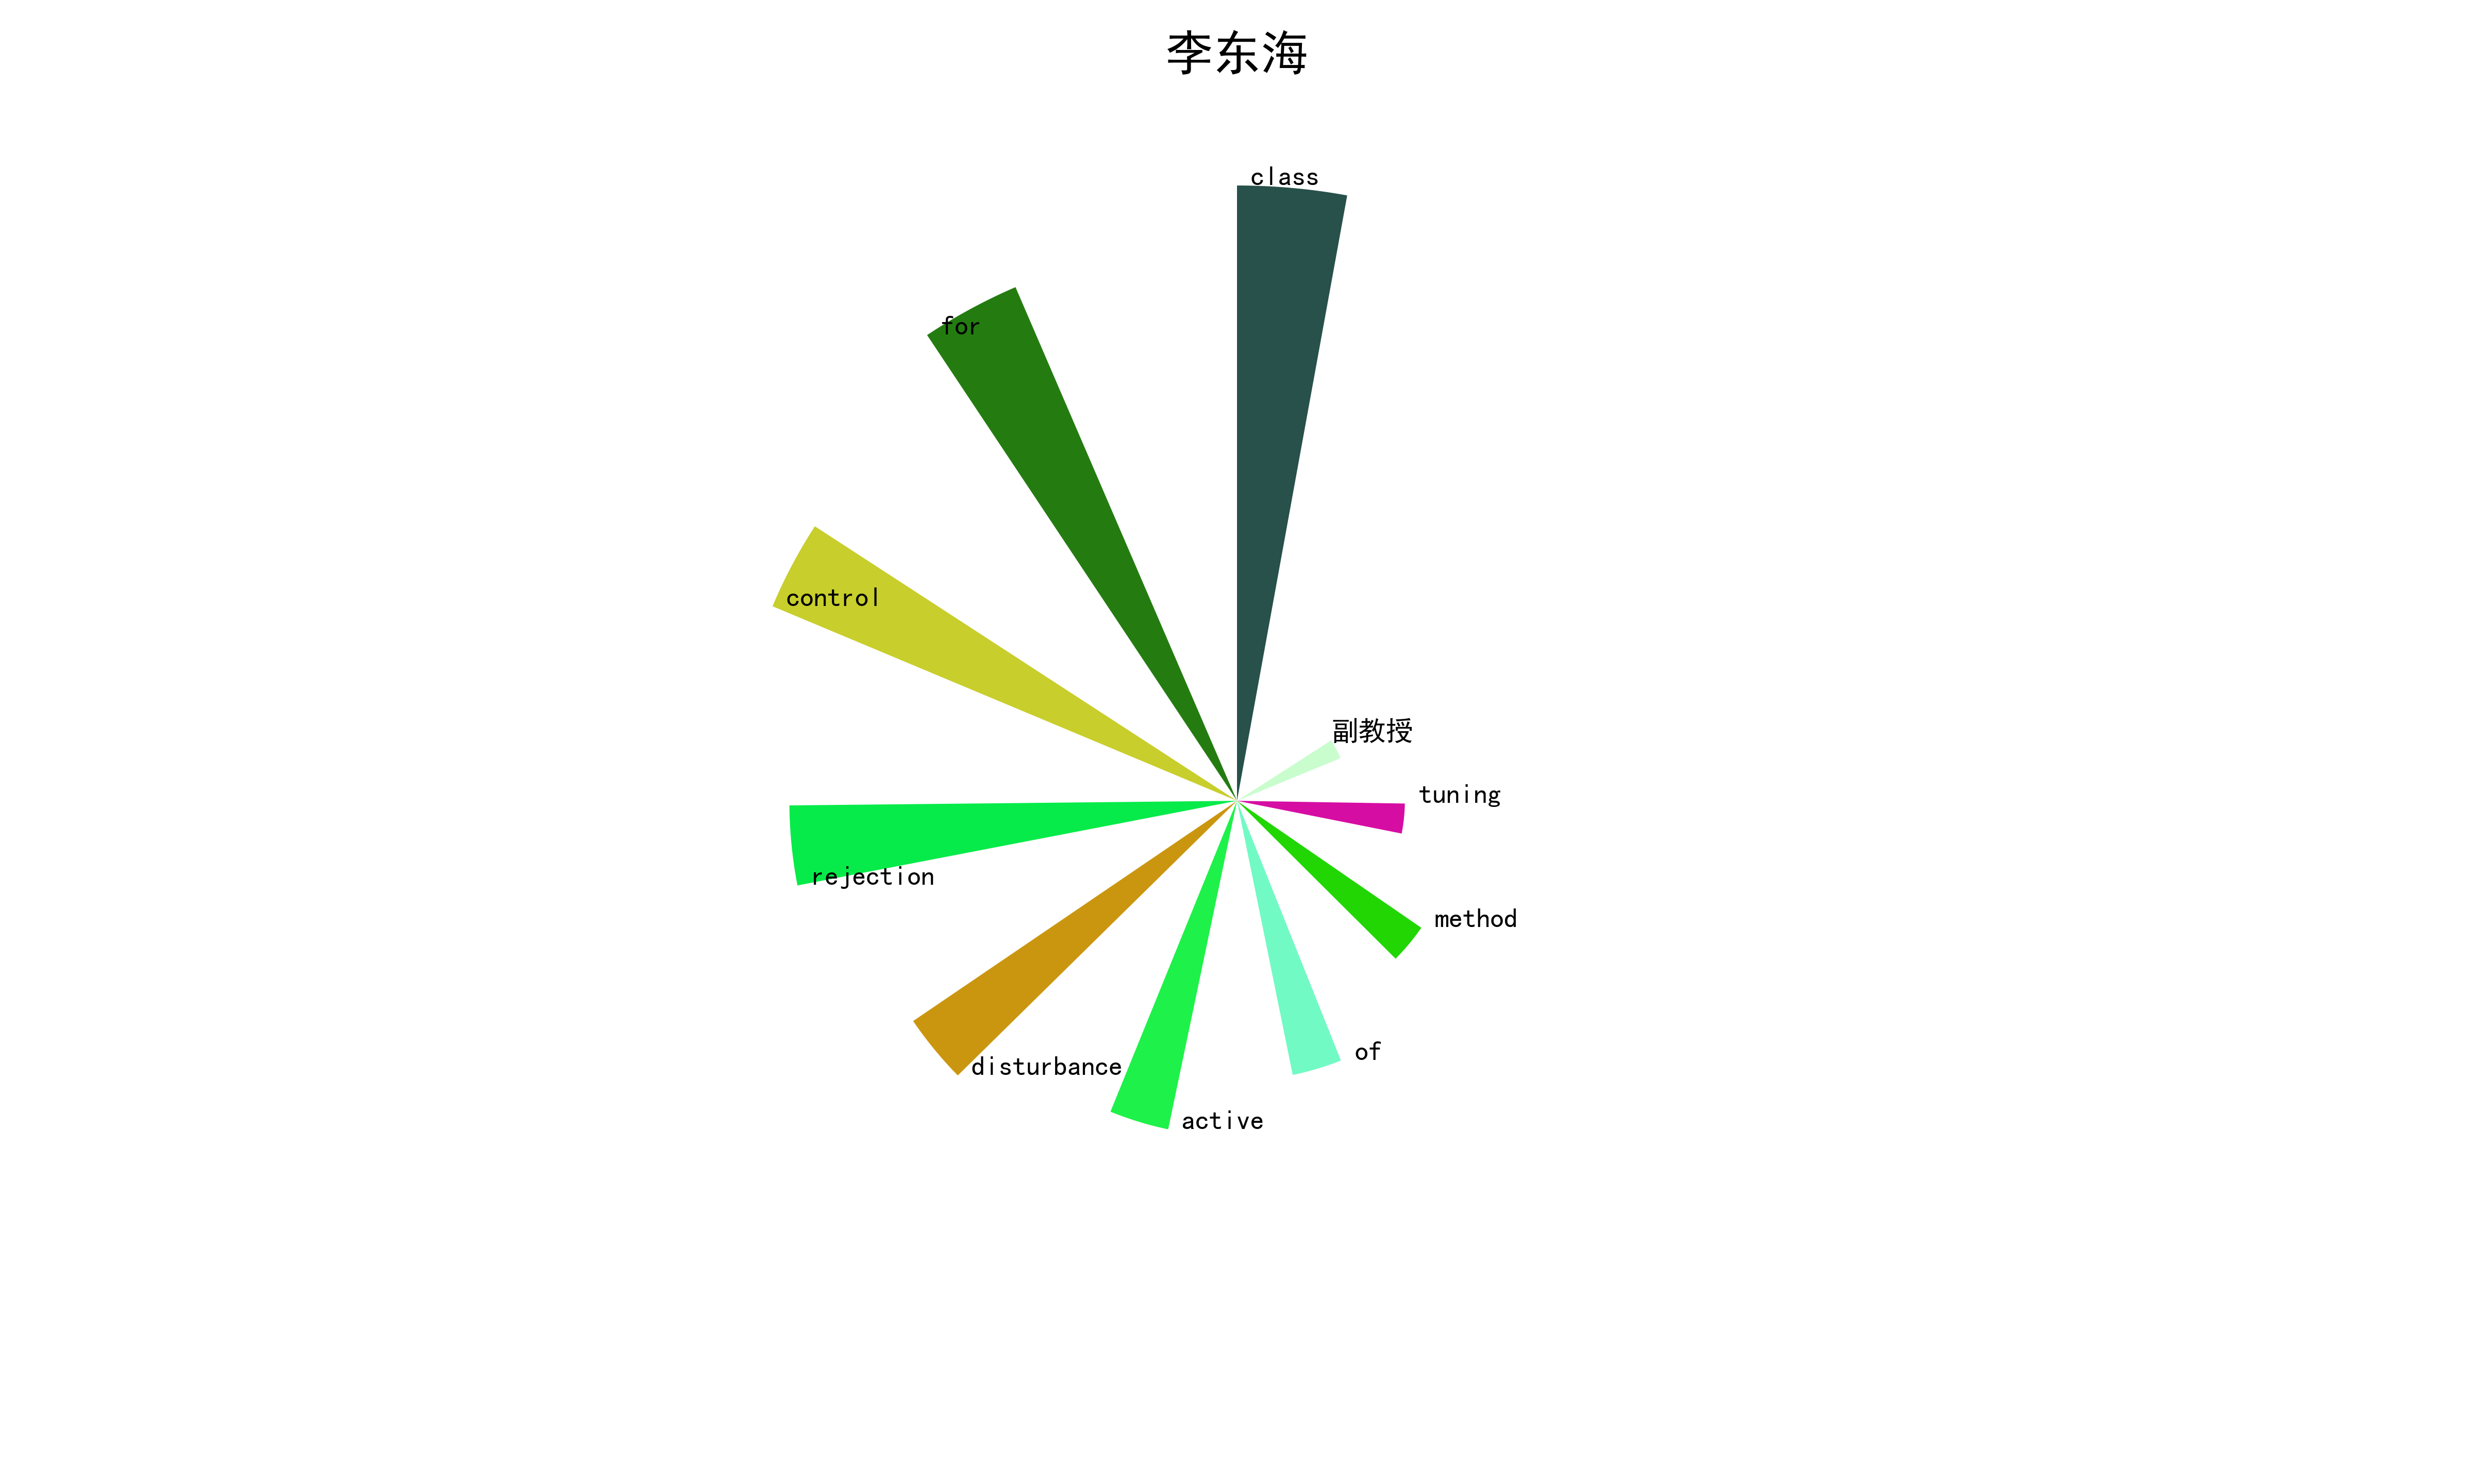 李东海
class
for
control
副教授
tuning
rejection
method
of
disturbance
active